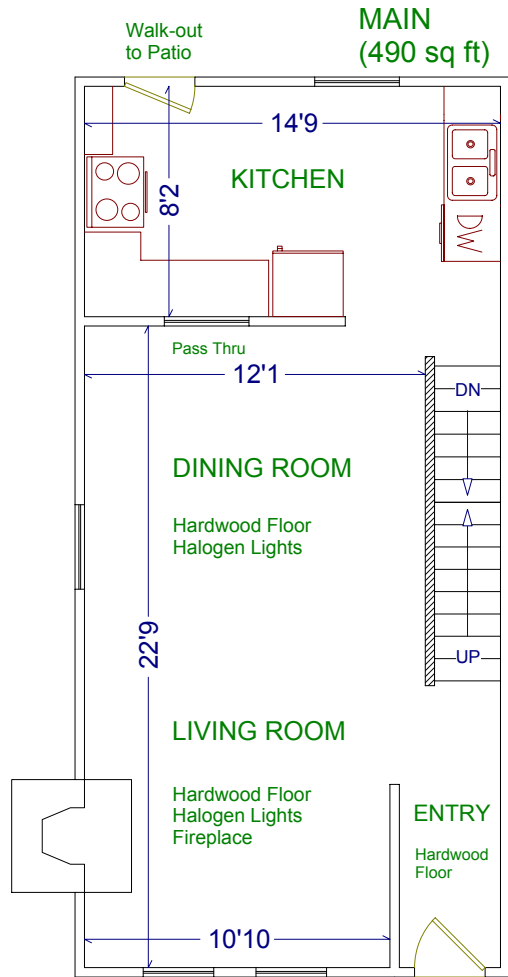 MAIN
(490 sq ft)
Walk-out
to Patio
14'9
KITCHEN
8'2
DW
Pass Thru
12'1
DN
DINING ROOM
Hardwood Floor
Halogen Lights
22'9
UP
LIVING ROOM
Hardwood Floor
Halogen Lights
Fireplace
ENTRY
Hardwood
Floor
10'10